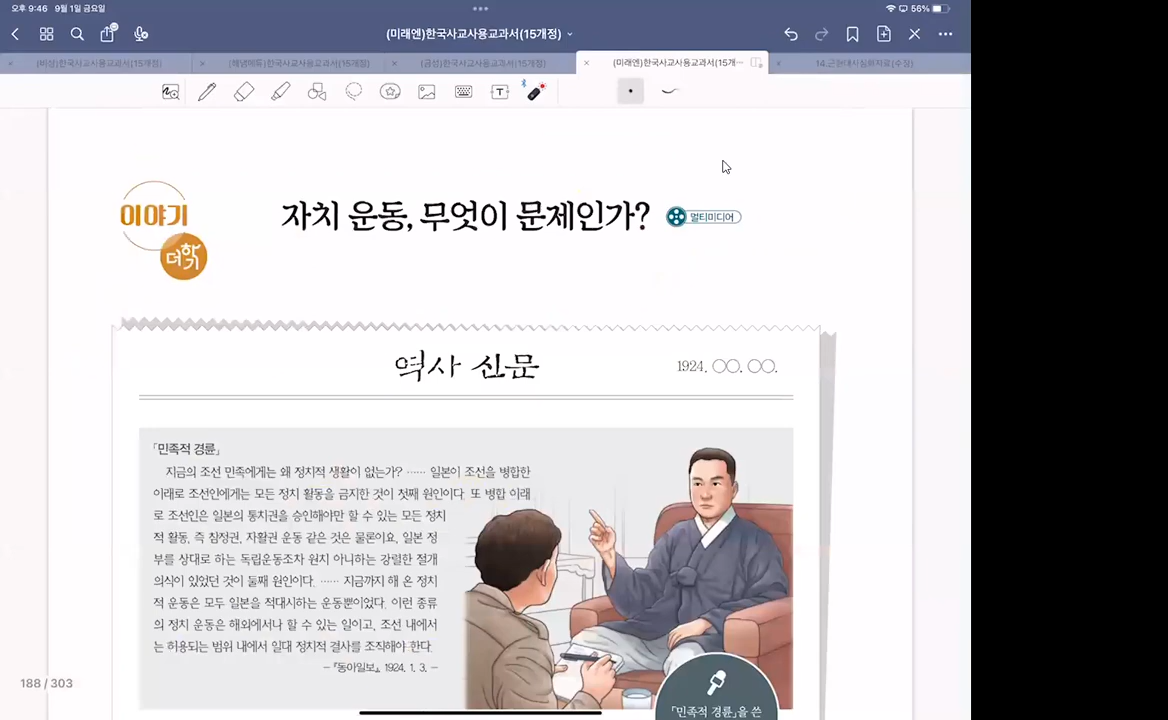 오후 9:46 9월 1일 금요일
56%
(미래엔)한국사교사용교과서(15개정)
(비상)한국사교사용교과서(15개정)
(해냄에듀)한국사교사용교과서(15개정)
(금성)한국사교사용교과서(15개정)
(미래엔)한국사교사용교과서(15개…
14.근현대사심화자료(수정)
이야기
더하기
자치 운동, 무엇이 문제인가?
멀티미디어
역사 신문
1924. ○○. ○○.
「민족적 경륜」
지금의 조선 민족에게는 왜 정치적 생활이 없는가? …… 일본이 조선을 병합한
이래로 조선인에게는 모든 정치 활동을 금지한 것이 첫째 원인이다. 또 병합 이래
로 조선인은 일본의 통치권을 승인해야만 할 수 있는 모든 정치
적 활동, 즉 참정권, 자활권 운동 같은 것은 물론이요, 일본 정
부를 상대로 하는 독립운동조차 원치 아니하는 강렬한 절개
의식이 있었던 것이 둘째 원인이다. …… 지금까지 해 온 정치
적 운동은 모두 일본을 적대시하는 운동뿐이었다. 이런 종류
의 정치 운동은 해외에서나 할 수 있는 일이고, 조선 내에서
는 허용되는 범위 내에서 일대 정치적 결사를 조직해야 한다.
- 『동아일보』, 1924. 1. 3. -
「민족적 경륜」을 쓴
188 / 303